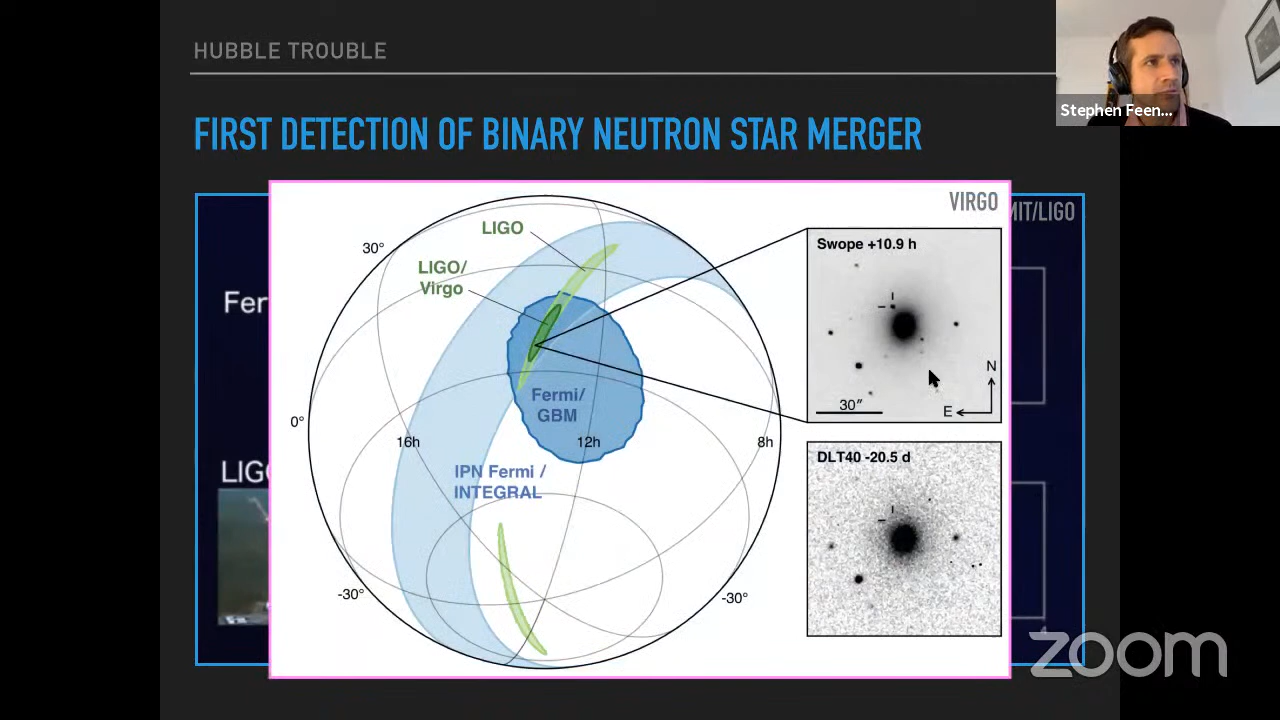 HUBBLE TROUBLE
Stephen Feen...
FIRST DETECTION OF BINARY NEUTRON STAR MERGER
VIRGO
MIT/LIGO
LIGO
30°
Swope +10.9 h
LIGO/
Virgo
Fer
N
Fermi/
GBM
30″
E
0°
16h
12h
8h
DLT40 -20.5 d
LIG
IPN Fermi /
INTEGRAL
-30°
-30°
zoom